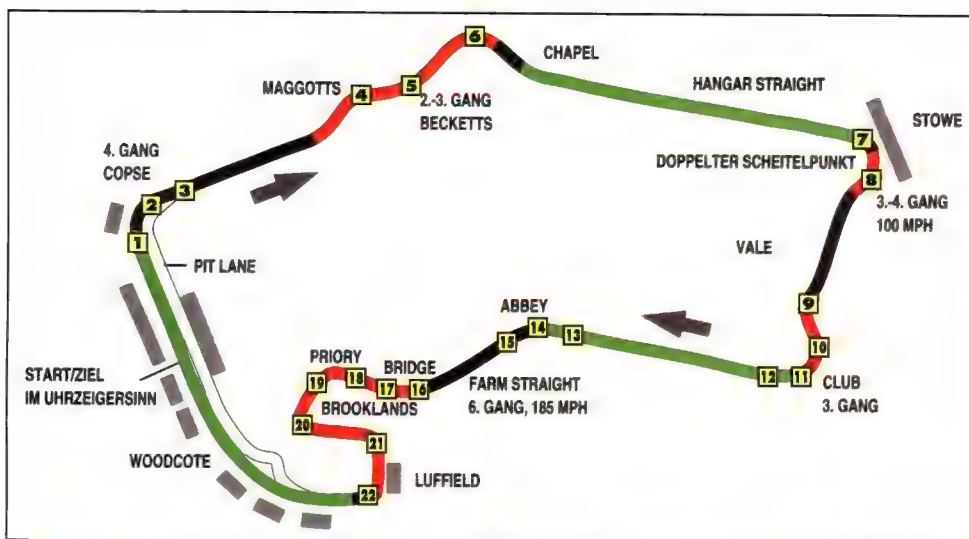 6
CHAPEL
HANGAR STRAIGHT
MAGGOTTS
4
5
2.-3. GANG
BECKETTS
7
STOWE
DOPPELTER SCHEITELPUNKT
8
3.-4. GANG
100 MPH
4. GANG
COPSE
3
2
1
PIT LANE
VALE
9
ABBEY
14
13
10
15
PRIORY
BRIDGE
19
18
17
16
FARM STRAIGHT
6. GANG, 185 MPH
12
11
CLUB
3. GANG
START/ZIEL
IM UHRZEIGERSINN
BROOKLANDS
20
21
WOODCOTE
LUFFIELD
22